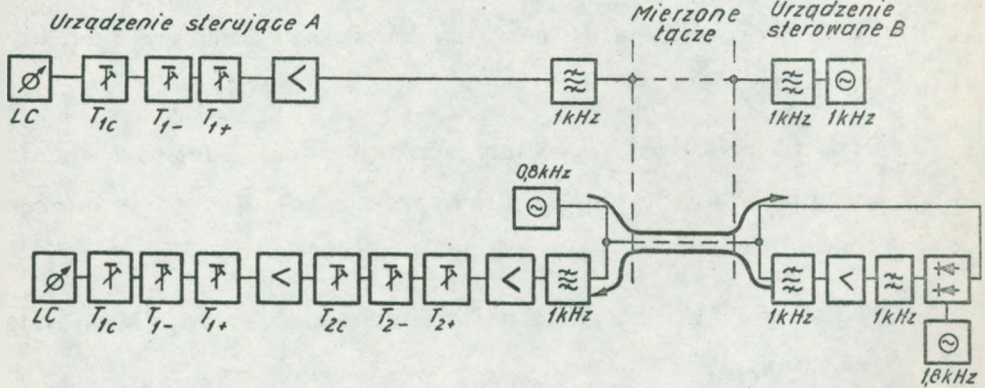 Urządzenie sterujące A
Mierzone
łącze
Urządzenie
sterowane B
LC
T1c
T1-
T1+
<
1kHz
1kHz
1kHz
0,8kHz
LC
T1c
T1-
T1+
<
T2c
T2-
T2+
<
1kHz
1kHz
<
1kHz
1,8kHz